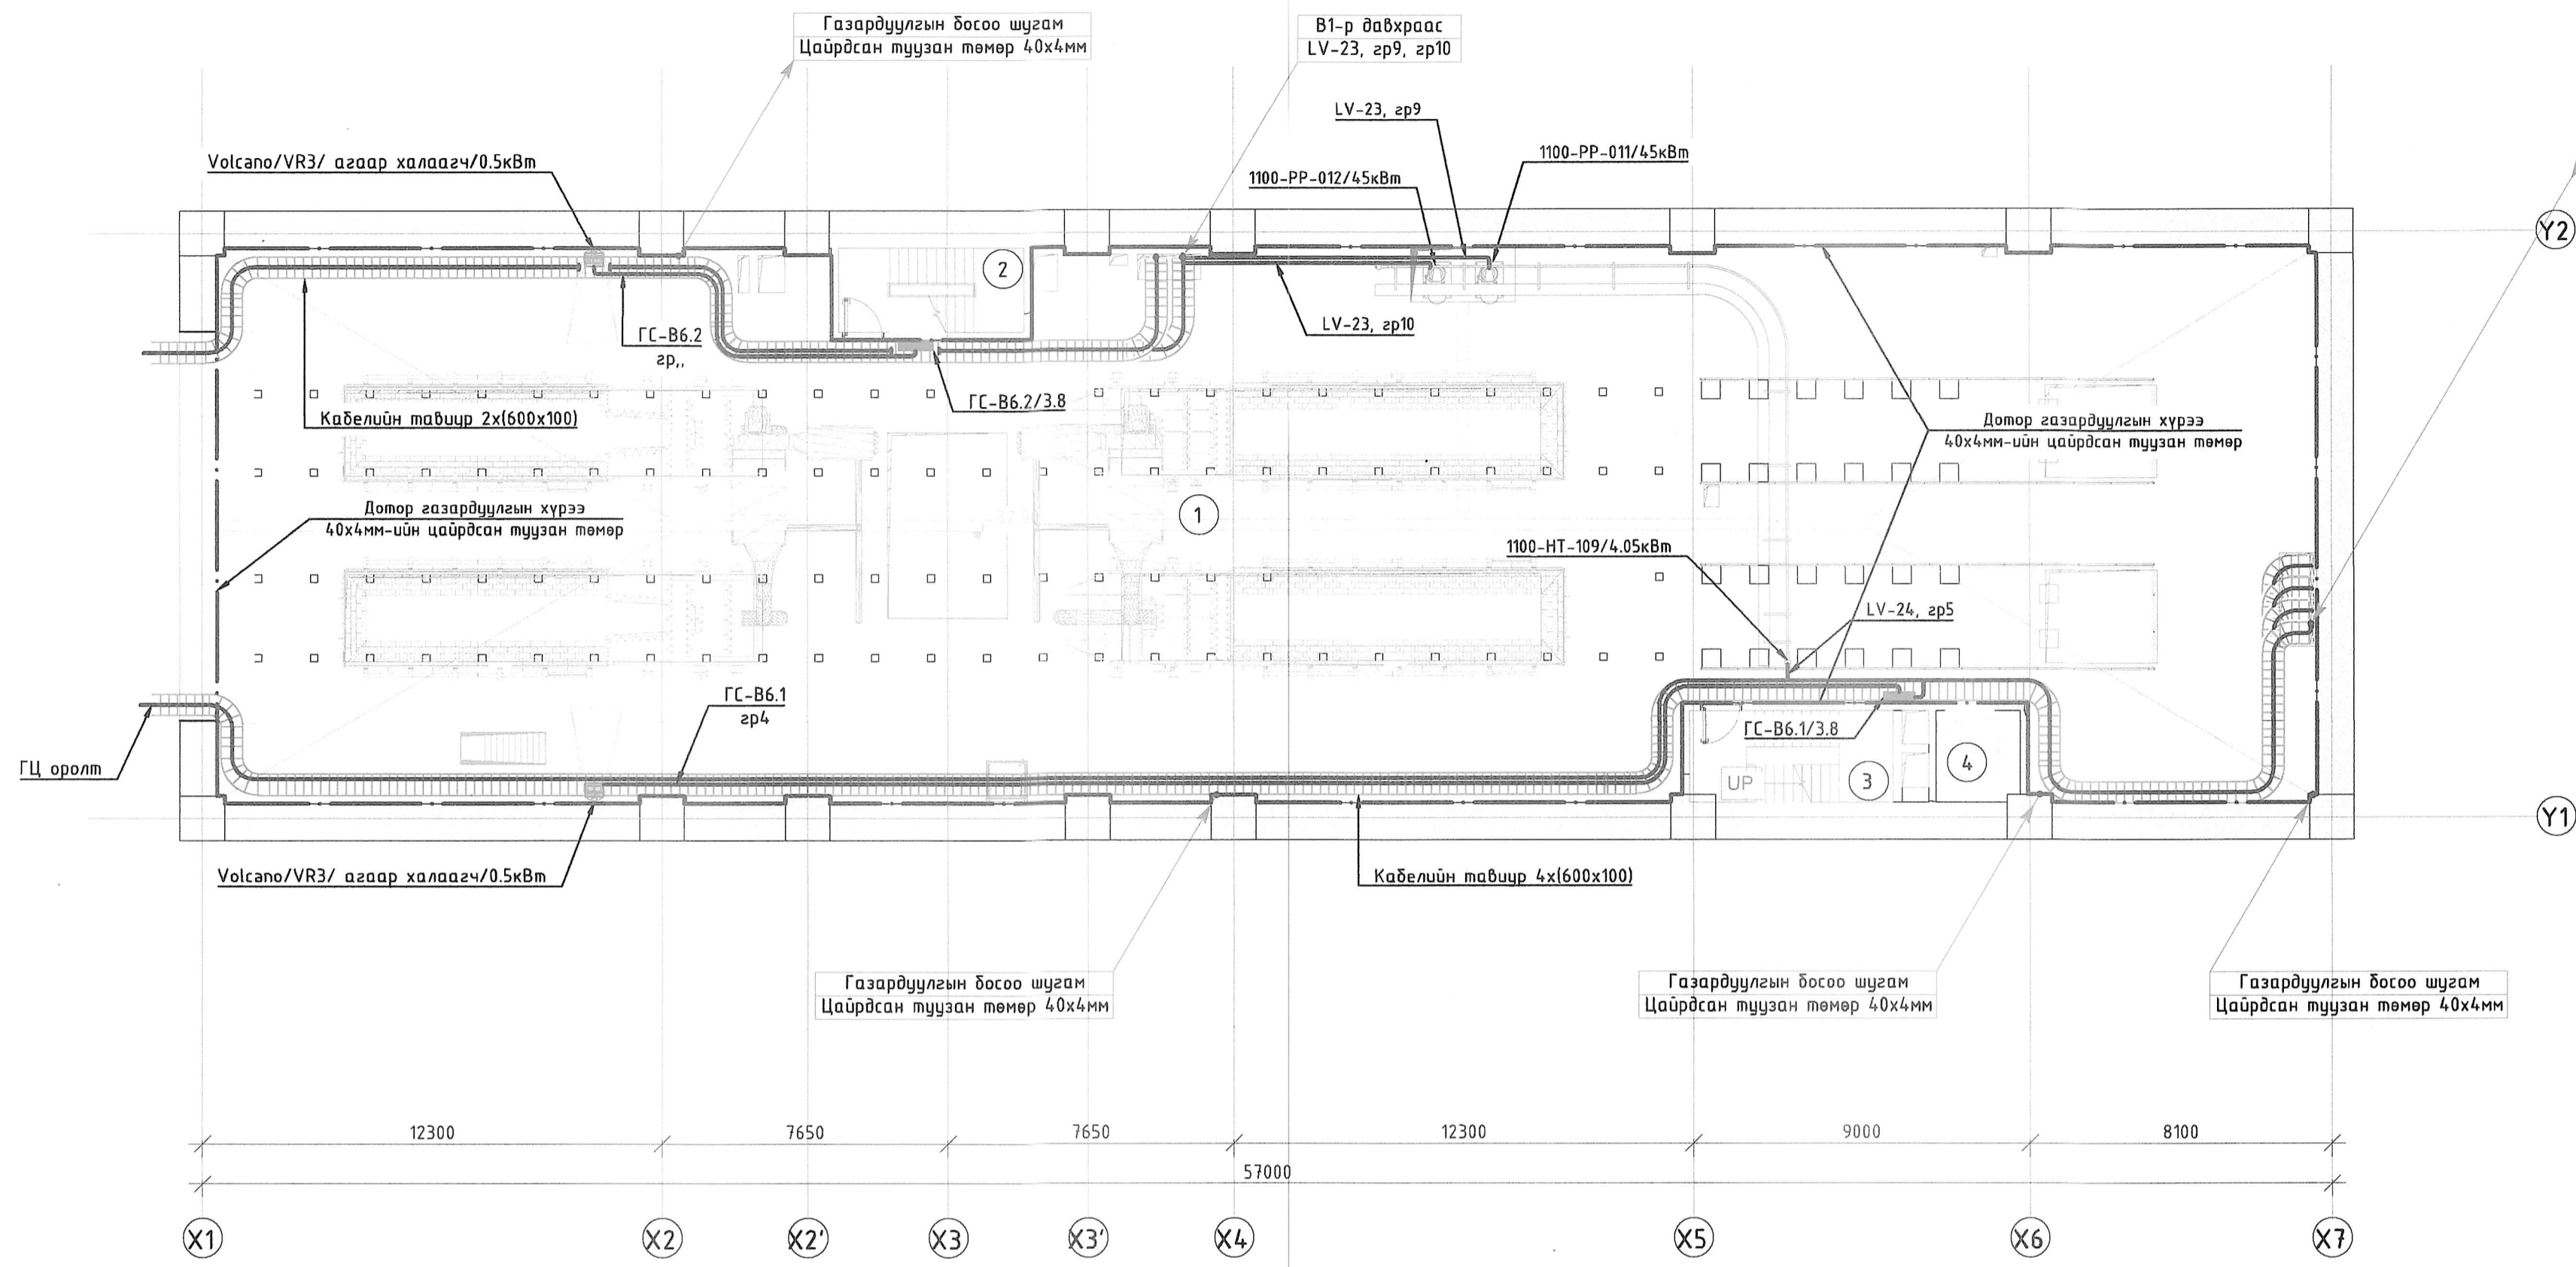 Газардуулгын босоо шугам
Цайрдсан туузан төмөр 40х4мм
В1-р давхраас
LV-23, гр9, гр10
LV-23, гр9
Volcano/VR3/ агаар халаагч/0.5кВт
1100-PP-011/45кВт
1100-PP-012/45кВт
Y2
2
LV-23, гр10
ГС-В6.2
гр,,
ГС-В6.2/3.8
Кабелийн тавиур 2х(600х100)
Дотор газардуулгын хүрээ
40х4мм-ийн цайрдсан туузан төмөр
Дотор газардуулгын хүрээ
40х4мм-ийн цайрдсан туузан төмөр
1
1100-HT-109/4.05кВт
LV-24, гр5
ГС-В6.1
гр4
ГС-В6.1/3.8
ГЦ оролт
UP
3
4
Y1
Volcano/VR3/ агаар халаагч/0.5кВт
Кабелийн тавиур 4х(600х100)
Газардуулгын босоо шугам
Цайрдсан туузан төмөр 40х4мм
Газардуулгын босоо шугам
Цайрдсан туузан төмөр 40х4мм
Газардуулгын босоо шугам
Цайрдсан туузан төмөр 40х4мм
12300
7650
7650
12300
9000
8100
57000
X1
X2
X2'
X3
X3'
X4
X5
X6
X7